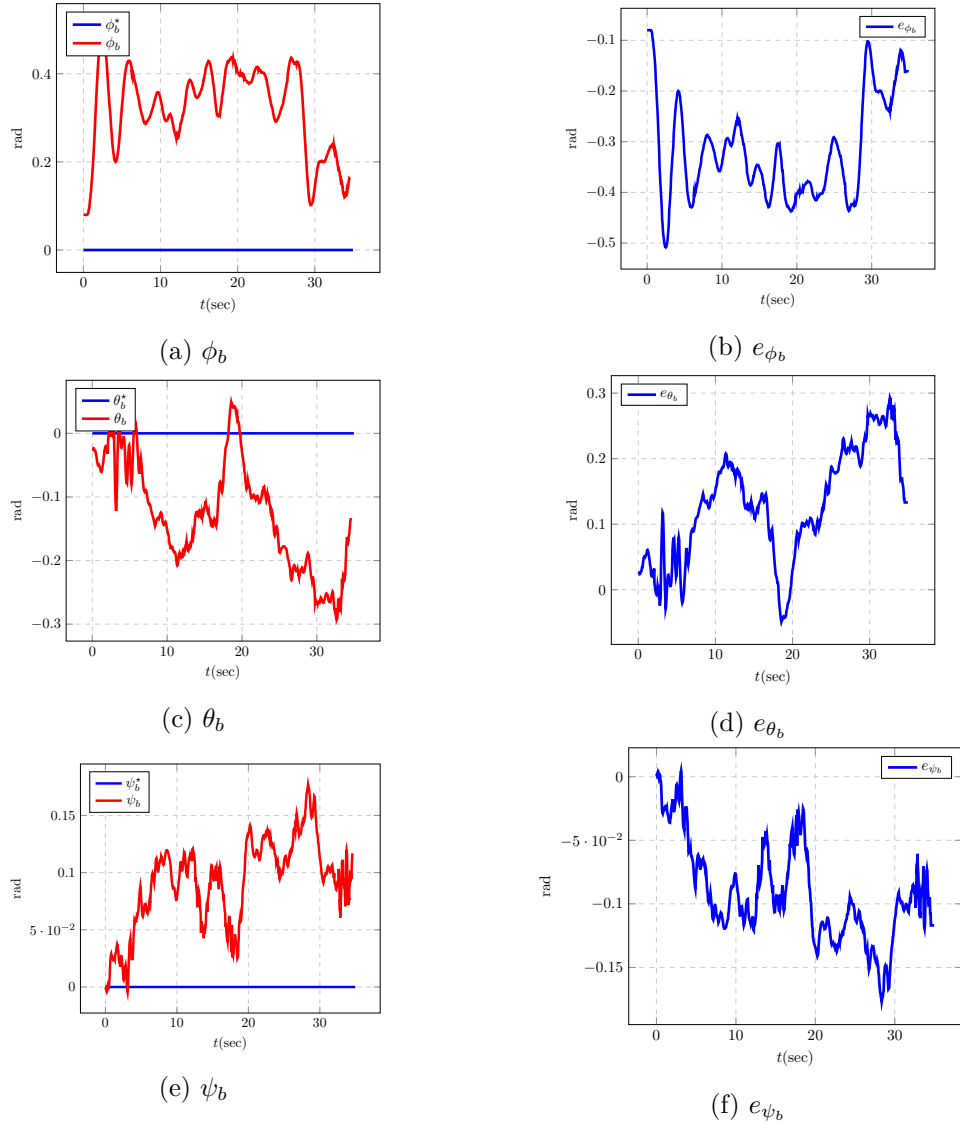 ϕ_b^⋆
ϕ_b
0.4
0.2
0
rad
0 10 20 30
t(sec)
(a) ϕ_b
e_{ϕ_b}
−0.1
−0.2
−0.3
−0.4
−0.5
rad
0 10 20 30
t(sec)
(b) e_{ϕ_b}
θ_b^⋆
θ_b
0
−0.1
−0.2
−0.3
rad
0 10 20 30
t(sec)
(c) θ_b
e_{θ_b}
0.3
0.2
0.1
0
rad
0 10 20 30
t(sec)
(d) e_{θ_b}
ψ_b^⋆
ψ_b
0.15
0.1
5 · 10^{−2}
0
rad
0 10 20 30
t(sec)
(e) ψ_b
e_{ψ_b}
0
−5 · 10^{−2}
−0.1
−0.15
rad
0 10 20 30
t(sec)
(f) e_{ψ_b}